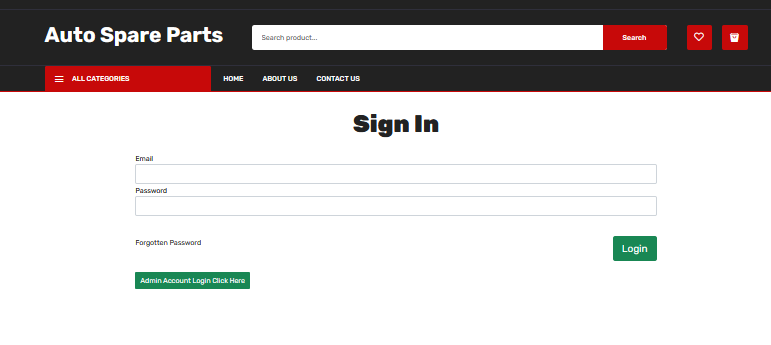 Auto Spare Parts
Search product...
Search
ALL CATEGORIES
HOME
ABOUT US
CONTACT US
Sign In
Email
Password
Forgotten Password
Login
Admin Account Login Click Here